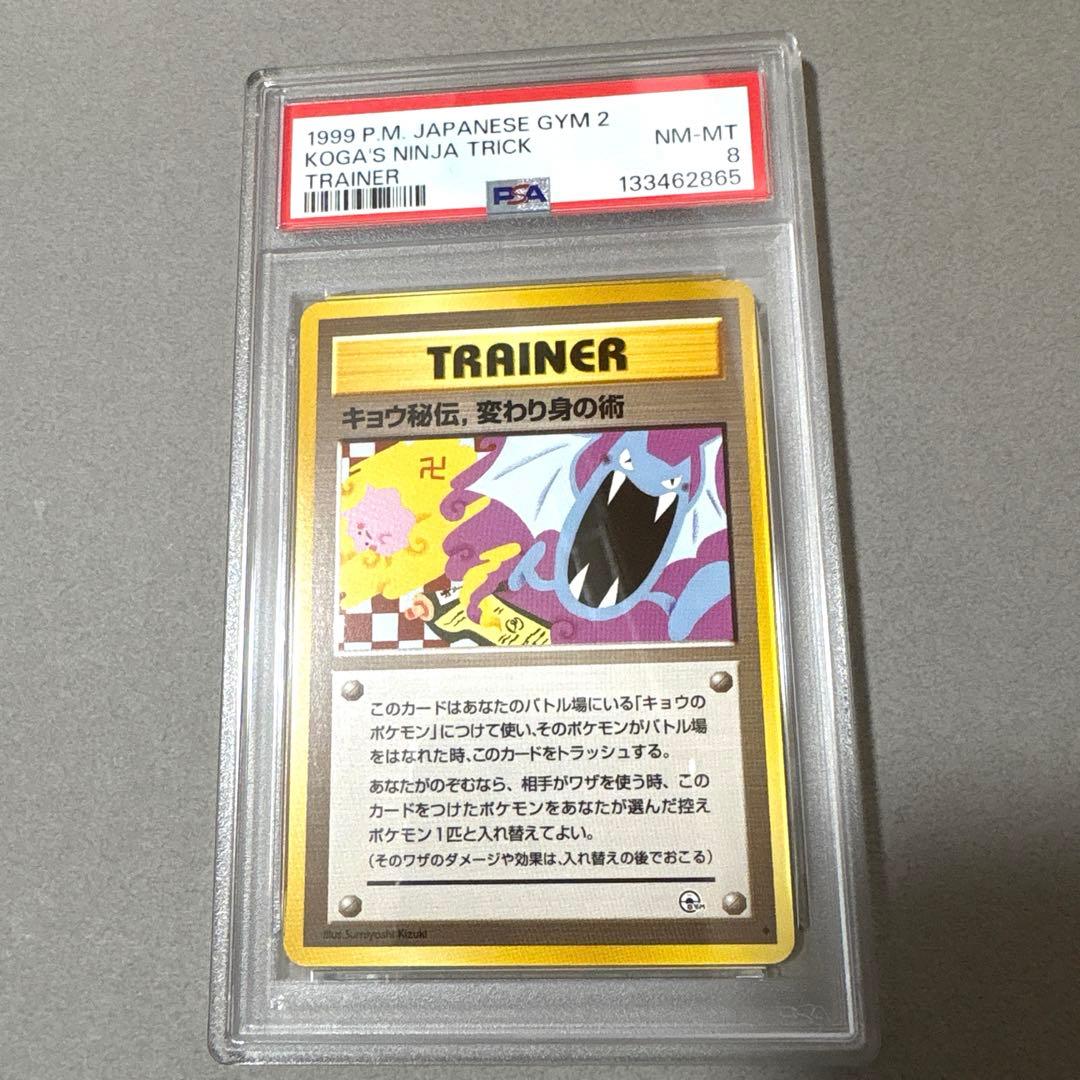 1999 P.M. JAPANESE GYM 2
KOGA'S NINJA TRICK
TRAINER
NM-MT
8
133462865
PSA
TRAINER
キョウ秘伝, 変わり身の術
卍
このカードはあなたのバトル場にいる「キョウの
ポケモン」につけて使い、そのポケモンがバトル場
をはなれた時、このカードをトラッシュする。
あなたがのぞむなら、相手がワザを使う時、この
カードをつけたポケモンをあなたが選んだ控え
ポケモン1匹と入れ替えてよい。
(そのワザのダメージや効果は、入れ替えの後でおこる)
GYM
Illus. Sumiyoshi Kizuki